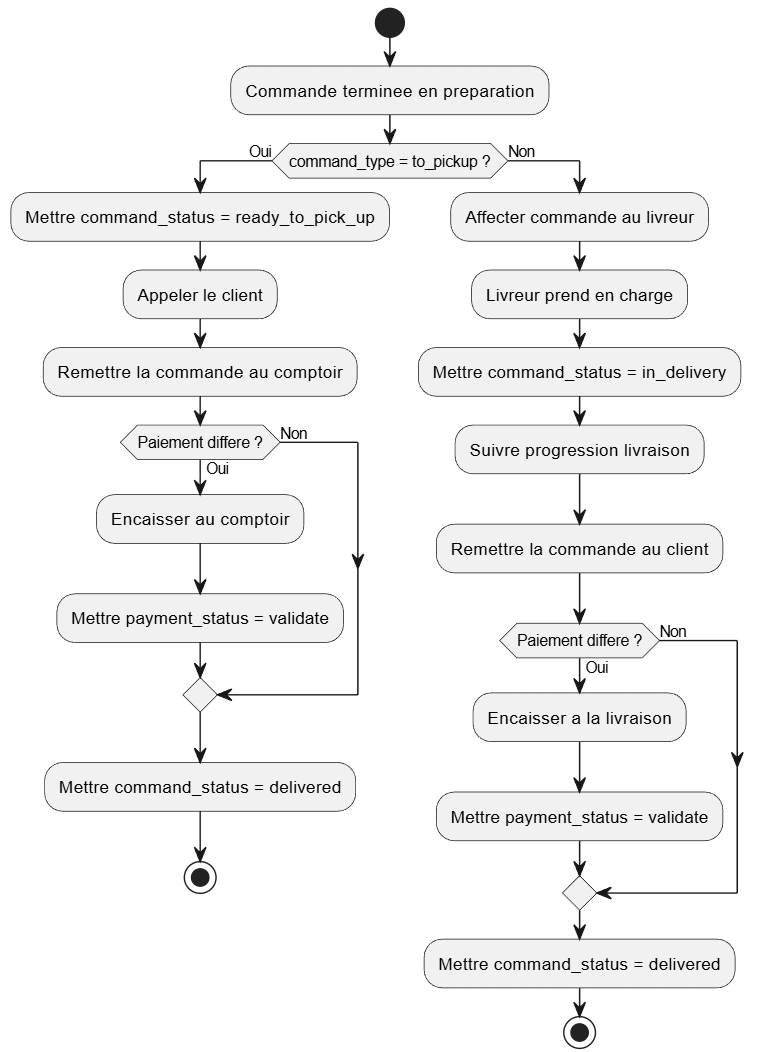 Commande terminee en preparation
Oui
command_type = to_pickup ?
Non
Mettre command_status = ready_to_pick_up
Appeler le client
Remettre la commande au comptoir
Paiement differe ?
Non
Oui
Encaisser au comptoir
Mettre payment_status = validate
Mettre command_status = delivered
Affecter commande au livreur
Livreur prend en charge
Mettre command_status = in_delivery
Suivre progression livraison
Remettre la commande au client
Paiement differe ?
Non
Oui
Encaisser a la livraison
Mettre payment_status = validate
Mettre command_status = delivered